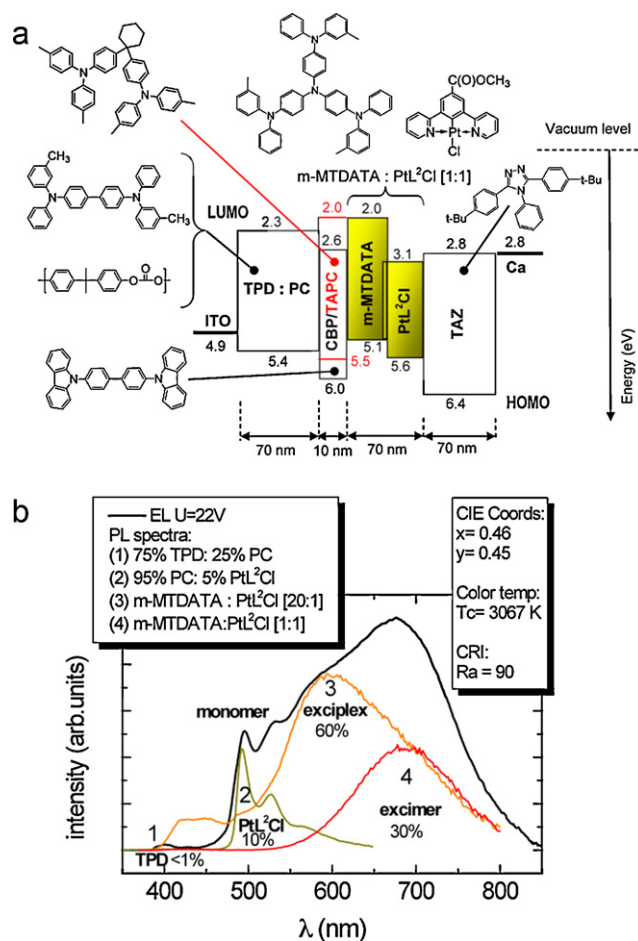 a
C(O)OCH₃
N
N
N
N
N
N
N
Pt
N
Cl
Vacuum level
CH₃
N
N
CH₃
m-MTDATA : PtL²Cl [1:1]
N-N
N
t-Bu
t-Bu
LUMO
2.3
2.0
2.6
2.0
3.1
2.8
2.8
Ca
O
O
O
TPD : PC
CBP/TAPC
m-MTDATA
PtL²Cl
TAZ
ITO
4.9
5.4
5.5
5.1
5.6
6.0
6.4
HOMO
Energy (eV)
N
N
70 nm
10 nm
70 nm
70 nm
b
EL U=22V
PL spectra:
(1) 75% TPD: 25% PC
(2) 95% PC: 5% PtL²Cl
(3) m-MTDATA : PtL²Cl [20:1]
(4) m-MTDATA:PtL²Cl [1:1]
CIE Coords:
x= 0.46
y= 0.45
Color temp:
Tc= 3067 K
CRI:
Ra = 90
intensity (arb.units)
monomer
3
exciplex
60%
4
excimer
30%
2
PtL²Cl
10%
1
TPD <1%
400
500
600
700
800
λ (nm)